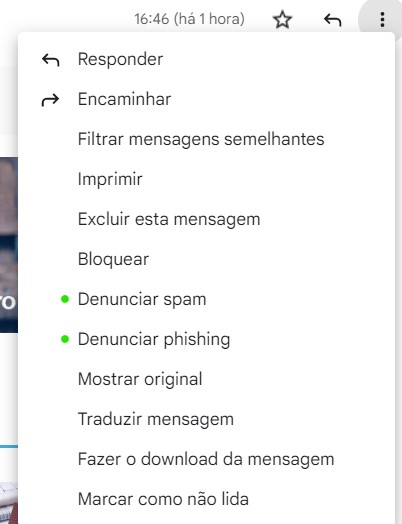 16:46 (há 1 hora)
Responder
Encaminhar
Filtrar mensagens semelhantes
Imprimir
Excluir esta mensagem
Bloquear
Denunciar spam
Denunciar phishing
Mostrar original
Traduzir mensagem
Fazer o download da mensagem
Marcar como não lida